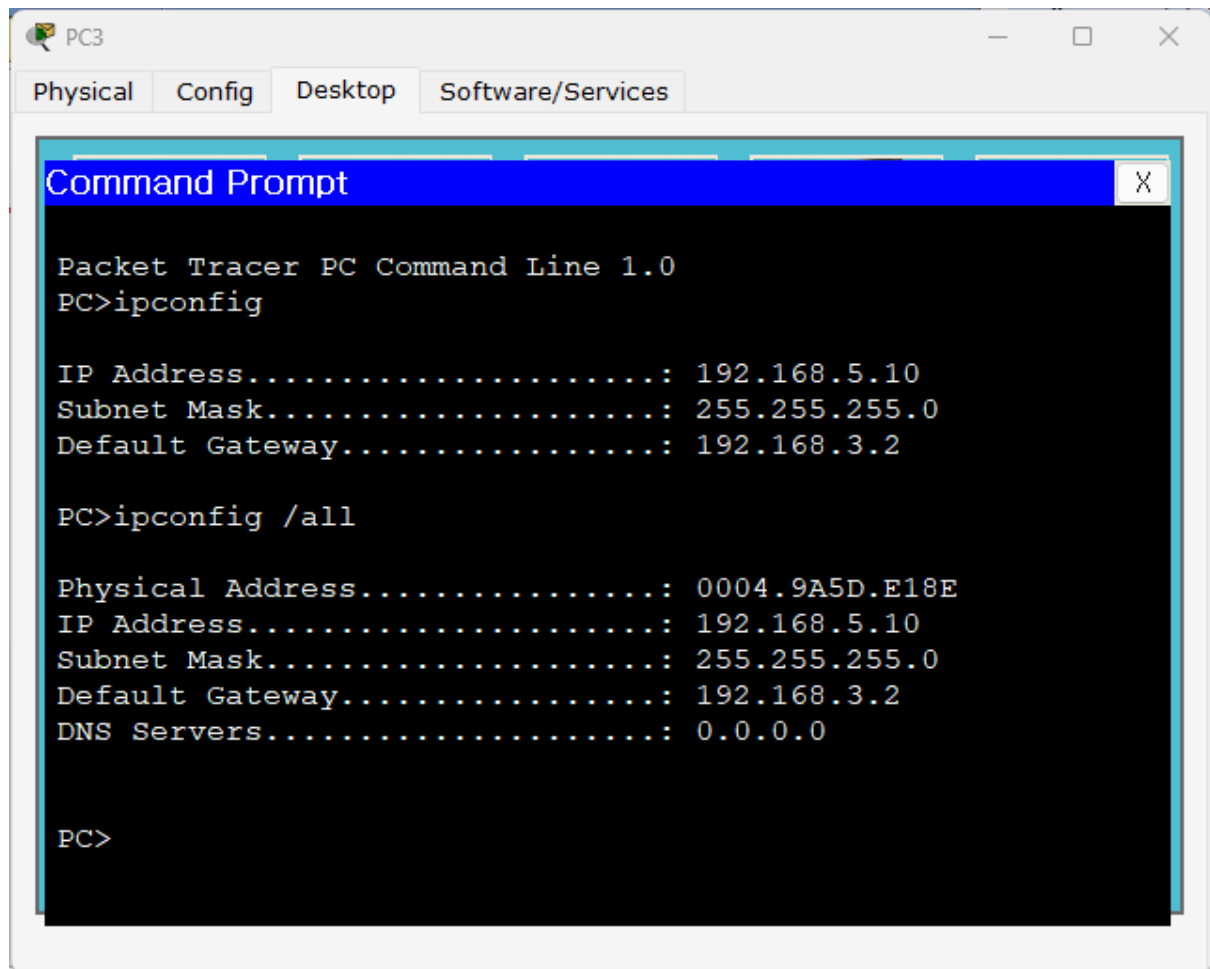 PC3
Physical Config Desktop Software/Services
Command Prompt X
Packet Tracer PC Command Line 1.0
PC>ipconfig
IP Address......................: 192.168.5.10
Subnet Mask.....................: 255.255.255.0
Default Gateway.................: 192.168.3.2
PC>ipconfig /all
Physical Address................: 0004.9A5D.E18E
IP Address......................: 192.168.5.10
Subnet Mask.....................: 255.255.255.0
Default Gateway.................: 192.168.3.2
DNS Servers.....................: 0.0.0.0
PC>